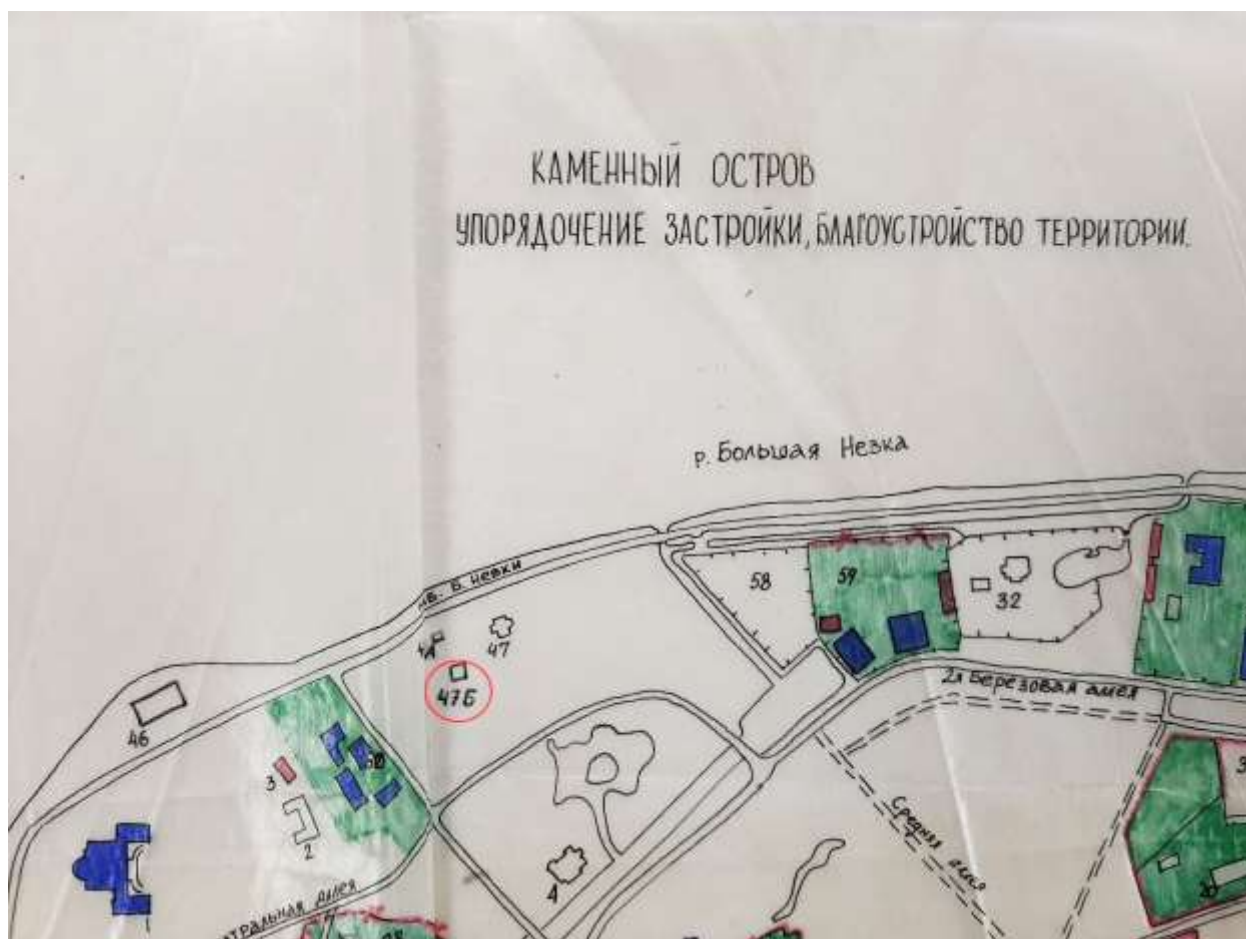 КАМЕННЫЙ ОСТРОВ
УПОРЯДОЧЕНИЕ ЗАСТРОЙКИ, БЛАГОУСТРОЙСТВО ТЕРРИТОРИИ.
р. Большая Невка
Б. Невки
58
59
32
47
47Б
2я Березовая аллея
46
3
2
4
Средняя аллея
1